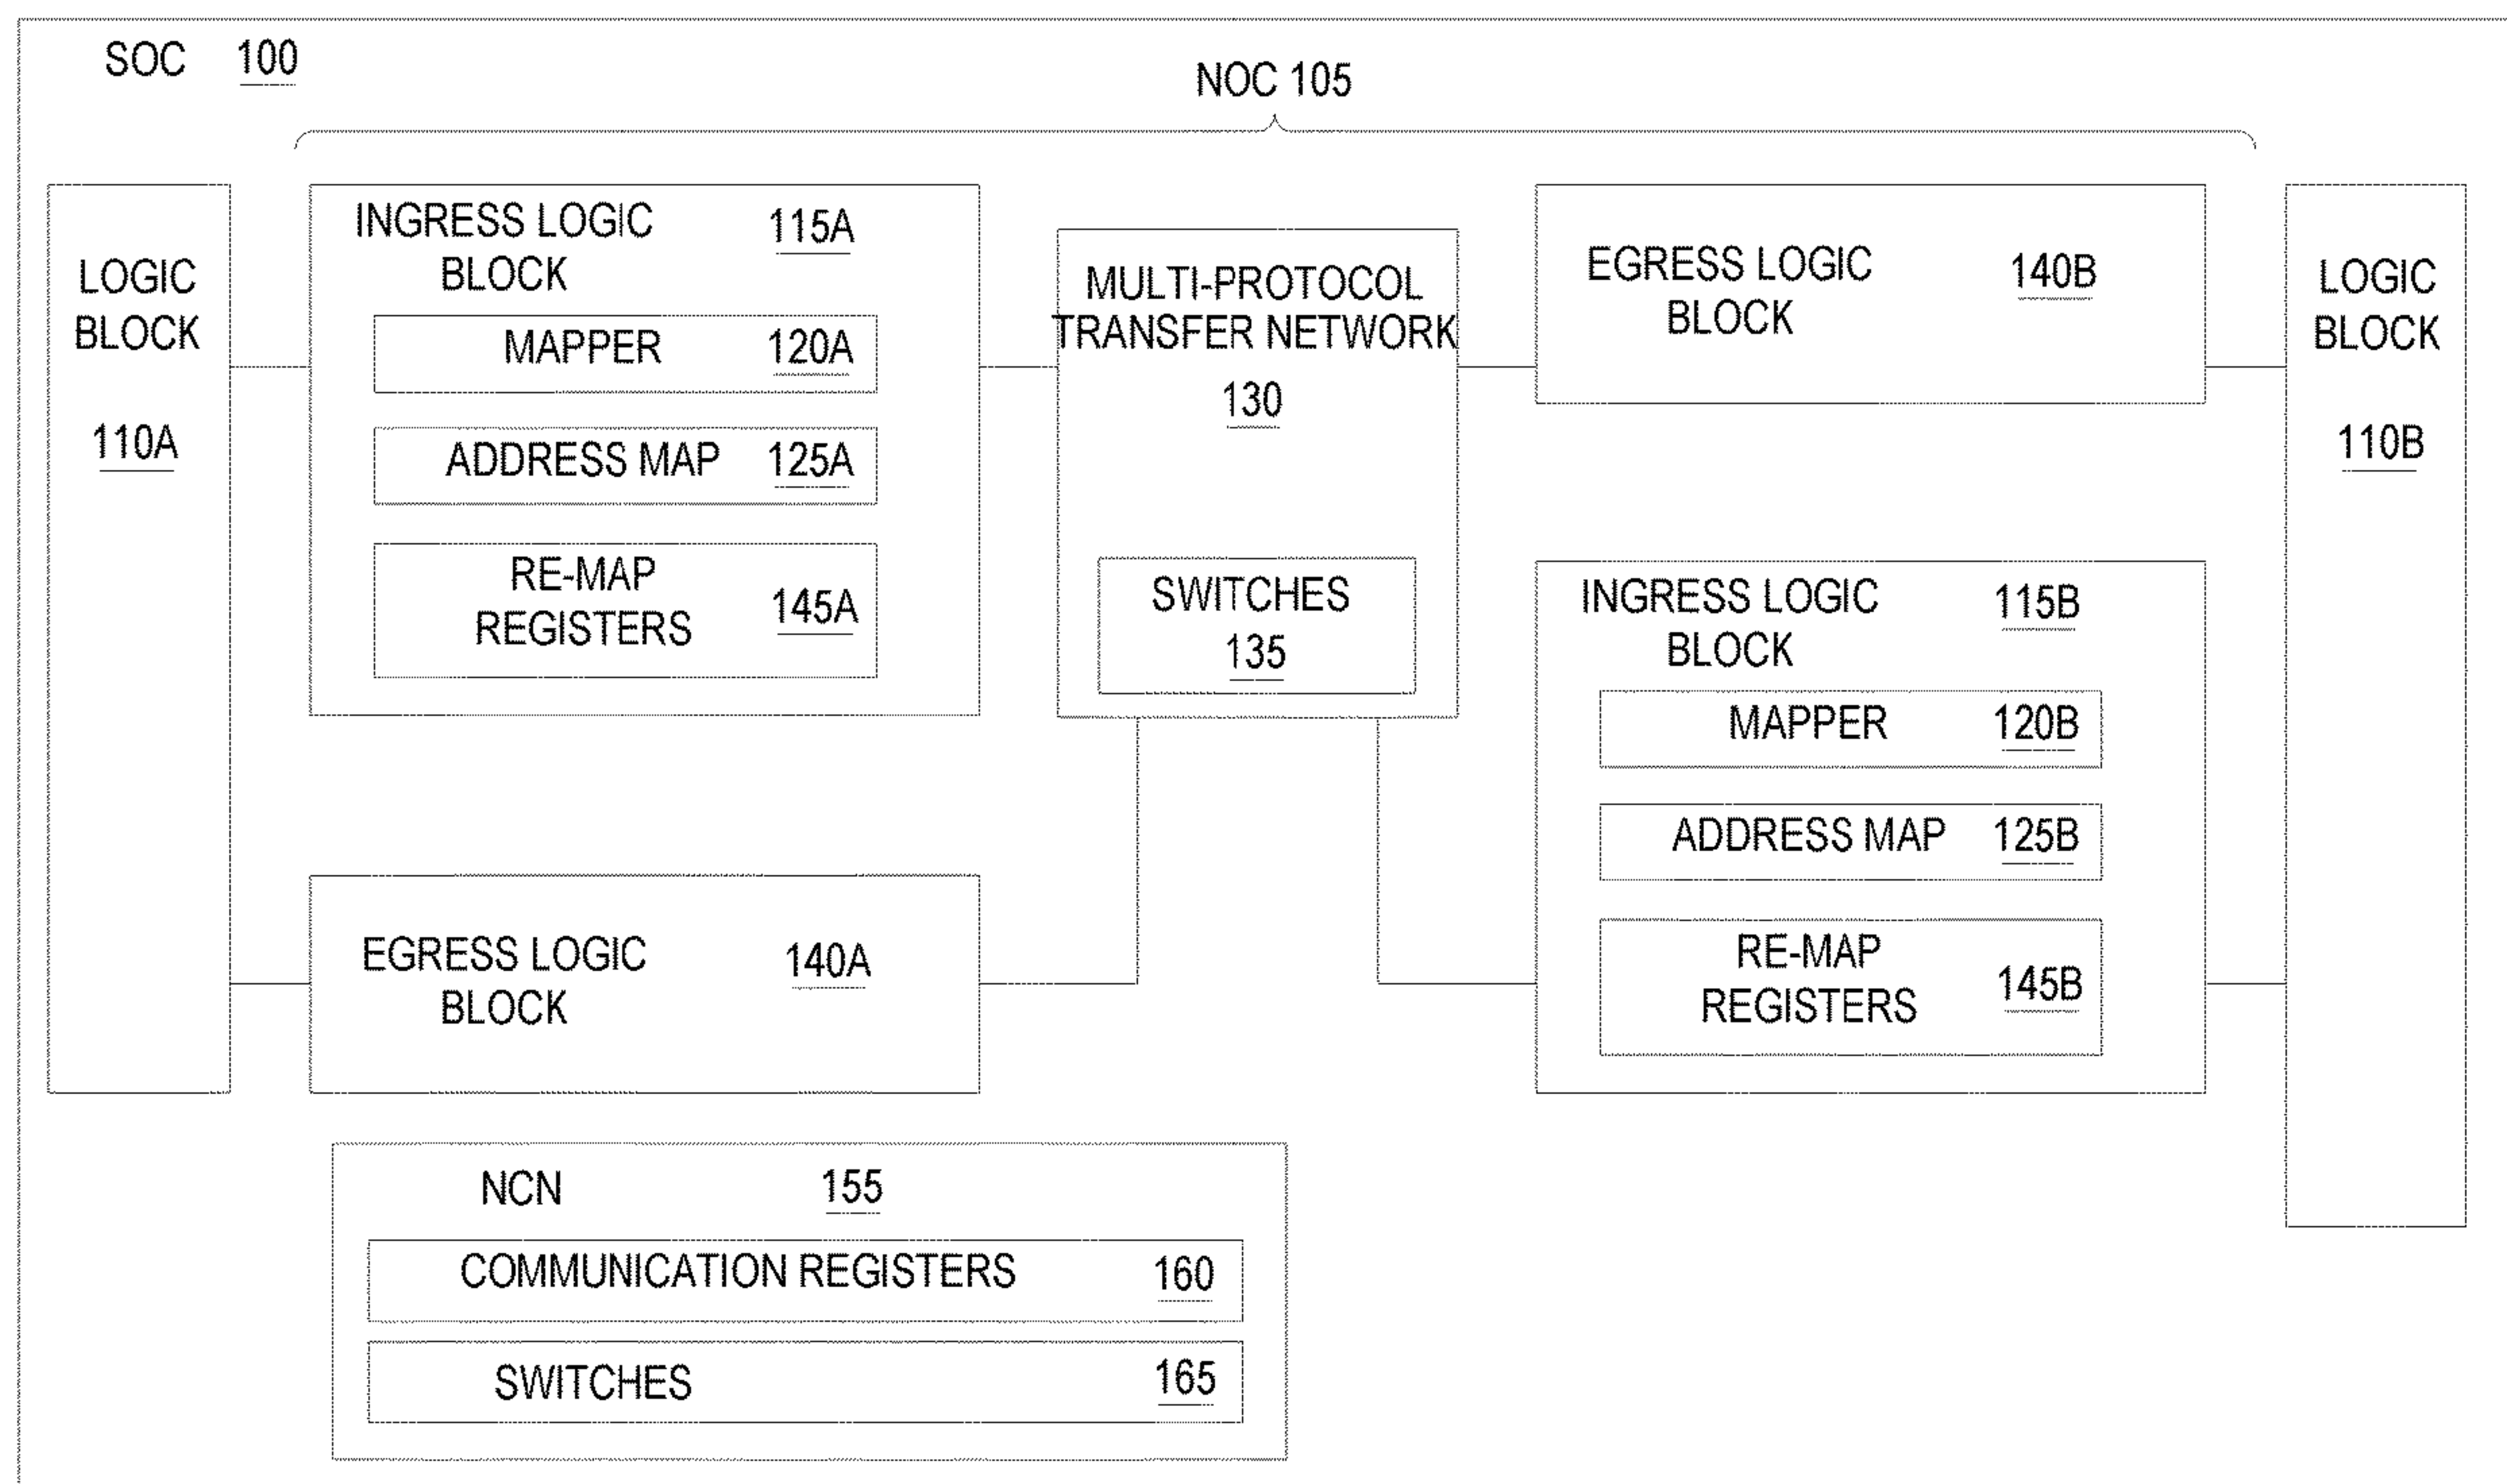 SOC 100
NOC 105
LOGIC
BLOCK
110A
INGRESS LOGIC
BLOCK
115A
MAPPER 120A
ADDRESS MAP 125A
RE-MAP
REGISTERS
145A
EGRESS LOGIC
BLOCK
140A
MULTI-PROTOCOL
TRANSFER NETWORK
130
SWITCHES
135
EGRESS LOGIC
BLOCK
140B
INGRESS LOGIC
BLOCK
115B
MAPPER 120B
ADDRESS MAP 125B
RE-MAP
REGISTERS
145B
LOGIC
BLOCK
110B
NCN 155
COMMUNICATION REGISTERS 160
SWITCHES 165